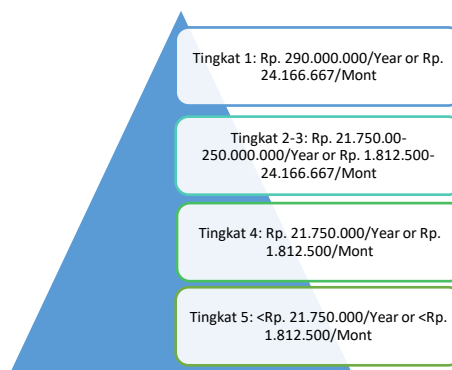 Tingkat 1: Rp. 290.000.000/Year or Rp.
24.166.667/Mont
Tingkat 2-3: Rp. 21.750.00-
250.000.000/Year or Rp. 1.812.500-
24.166.667/Mont
Tingkat 4: Rp. 21.750.000/Year or Rp.
1.812.500/Mont
Tingkat 5: <Rp. 21.750.000/Year or <Rp.
1.812.500/Mont